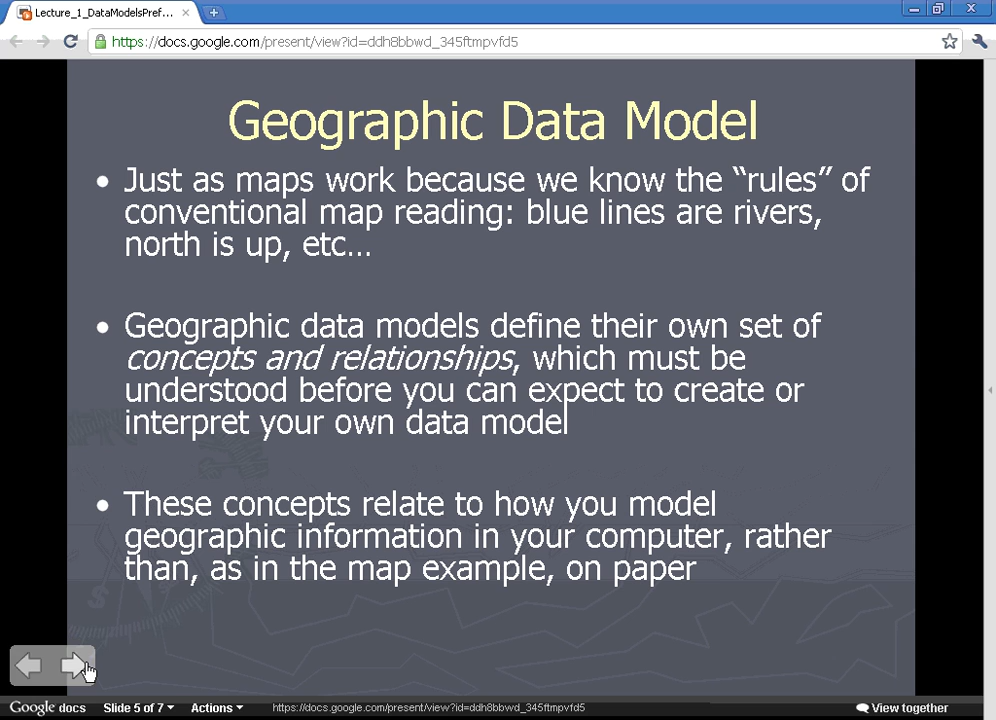 Lecture_1_DataModelsPref...
https://docs.google.com/present/view?id=ddh8bbwd_345ftmpvfd5
Geographic Data Model
• Just as maps work because we know the “rules” of
conventional map reading: blue lines are rivers,
north is up, etc…
• Geographic data models define their own set of
concepts and relationships, which must be
understood before you can expect to create or
interpret your own data model
• These concepts relate to how you model
geographic information in your computer, rather
than, as in the map example, on paper
S
Google docs Slide 5 of 7 Actions https://docs.google.com/present/view?id=ddh8bbwd_345ftmpvfd5 View together